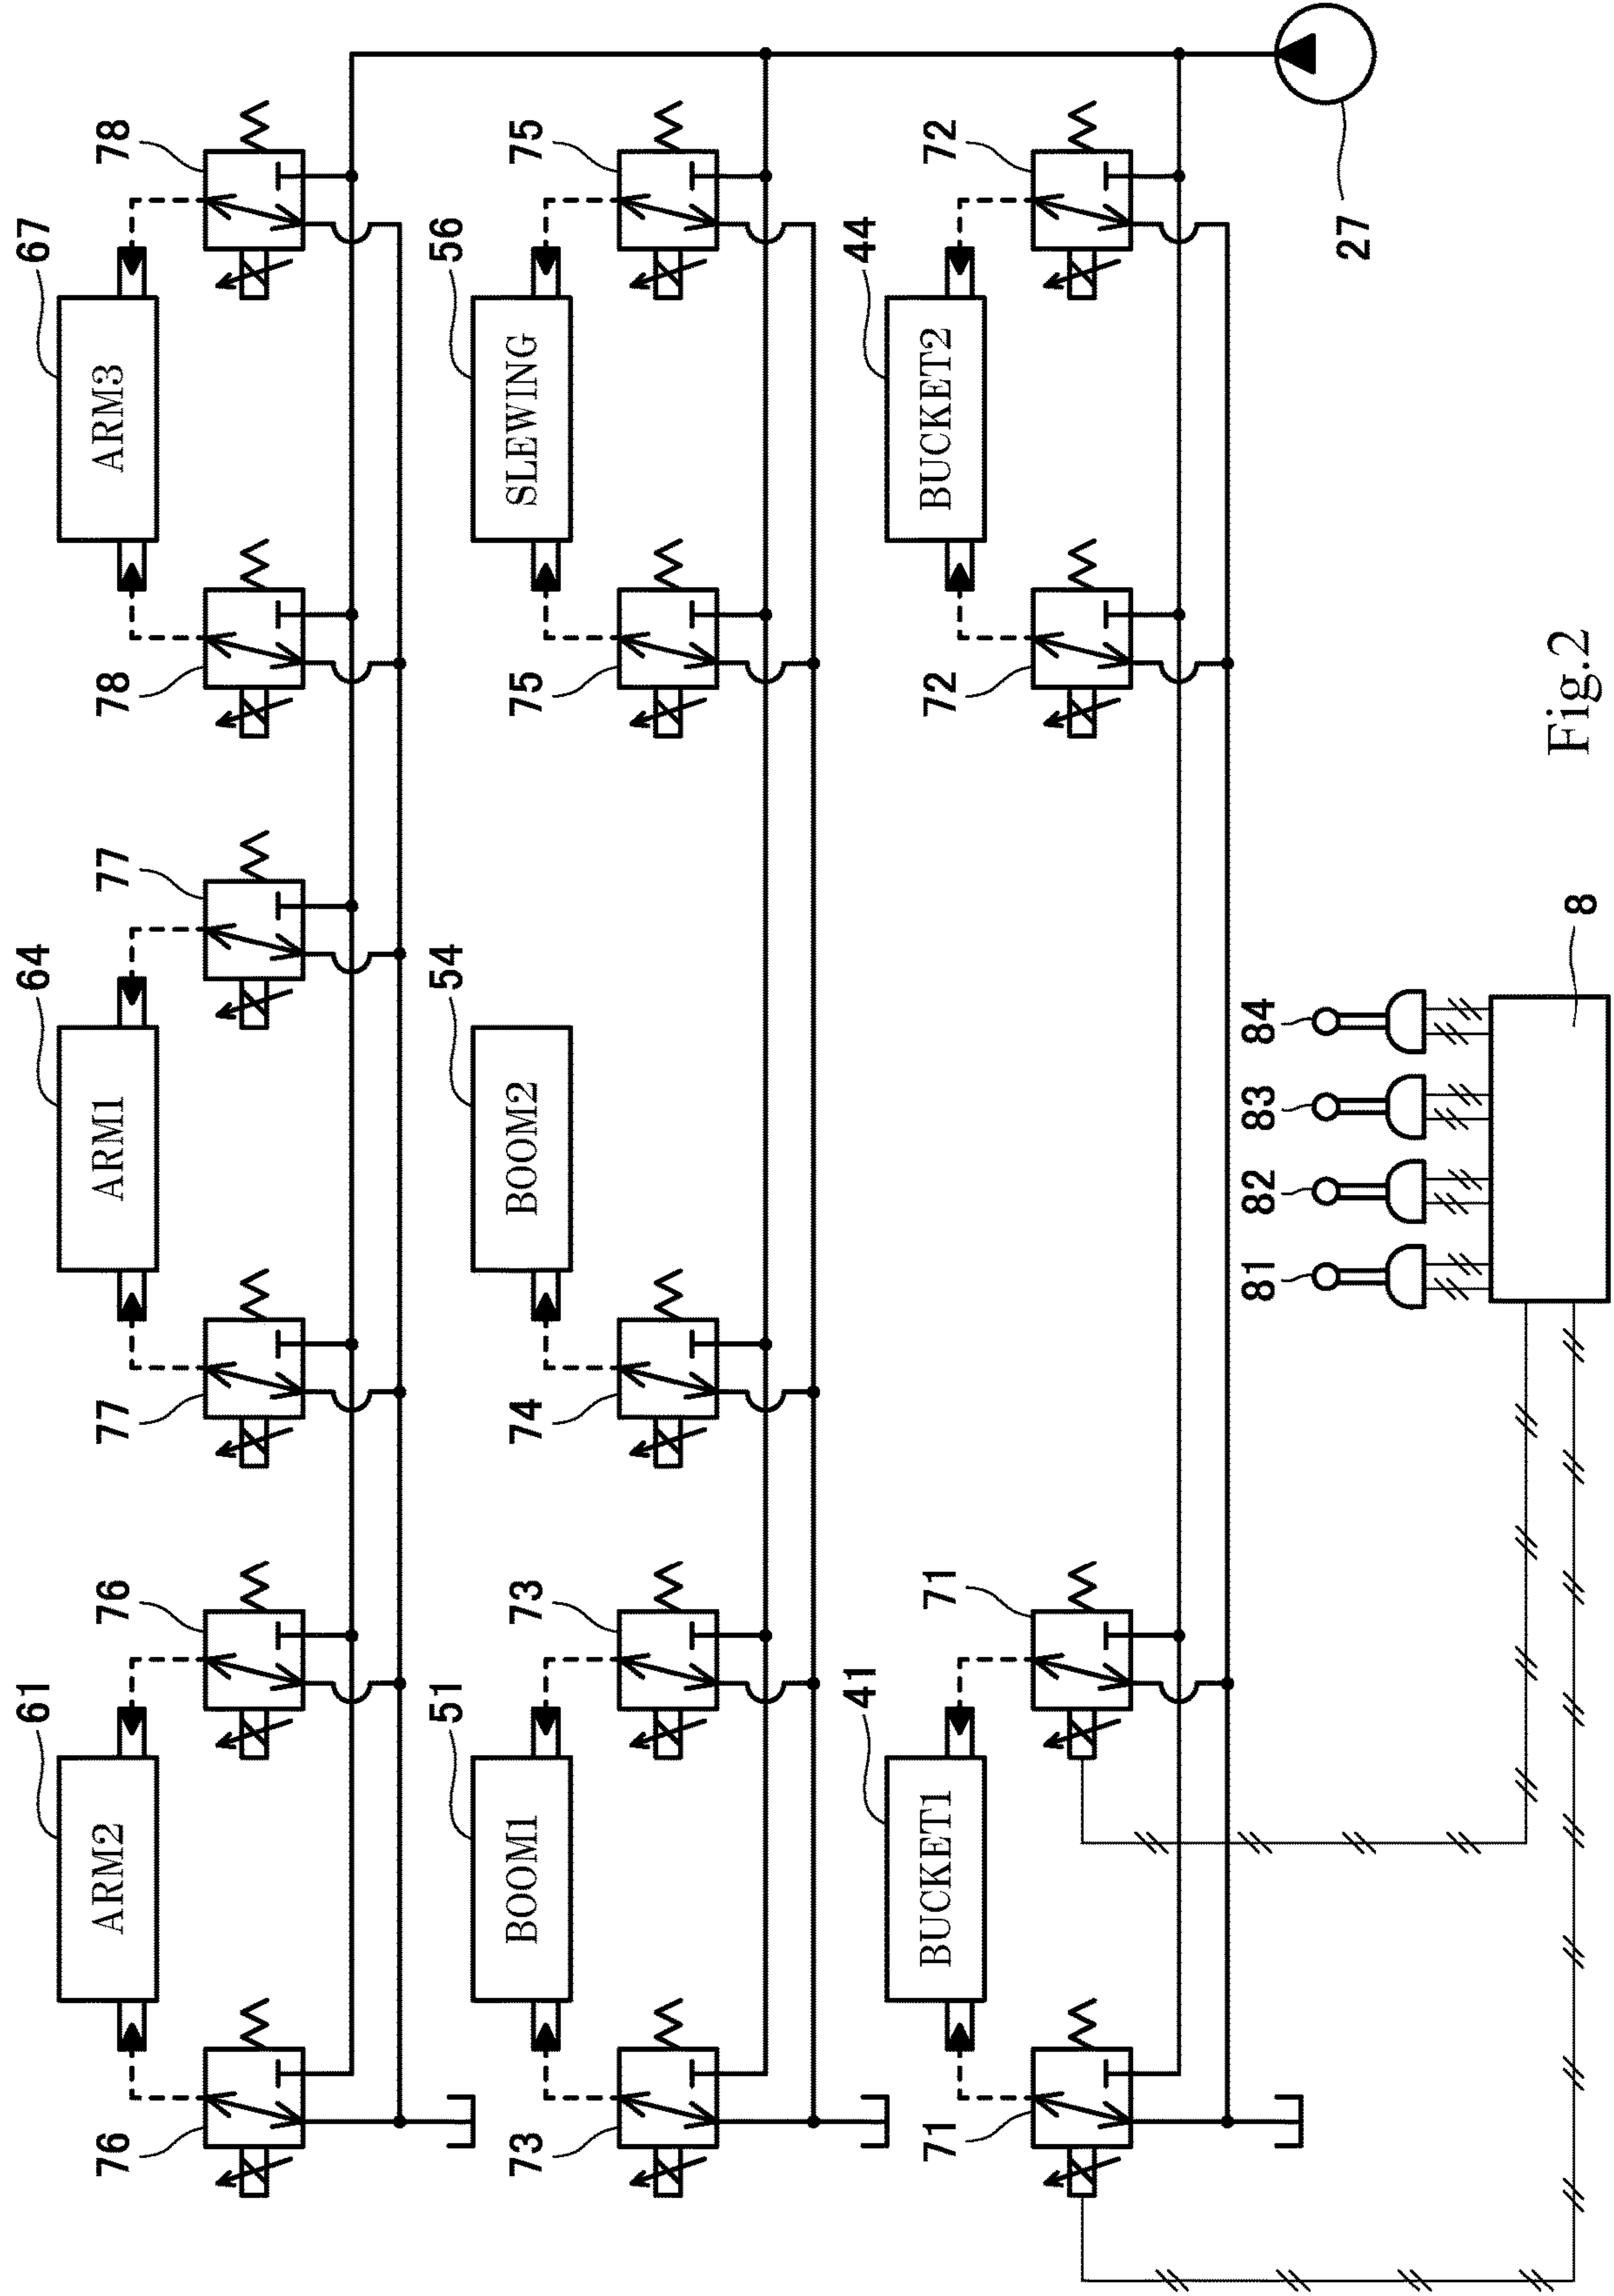 61 64 67
76 ARM2 76 77 ARM1 77 78 ARM3 78
51 54 56
73 BOOM1 73 74 BOOM2 75 SLEWING 75
41 44
71 BUCKET1 71 72 BUCKET2 72
81 82 83 84
27
8
Fig.2